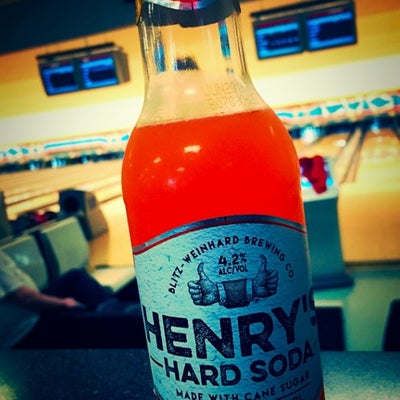 BLITZ-WEINHARD BREWING CO
4.2%
ALC/VOL
HENRY'S
HARD SODA
MADE WITH CANE SUGAR